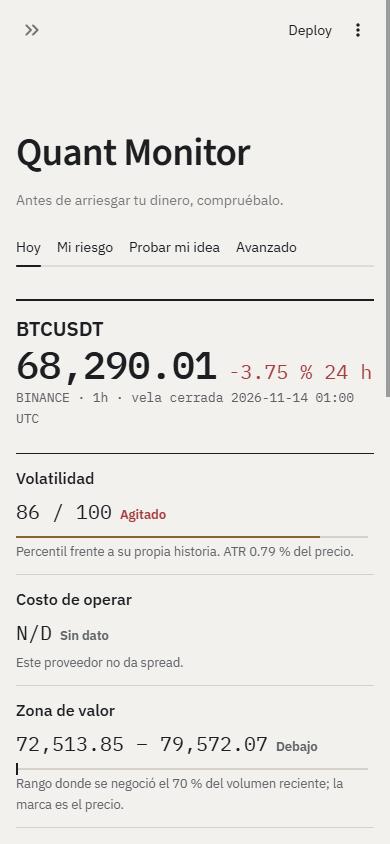 Deploy
Quant Monitor
Antes de arriesgar tu dinero, compruébalo.
Hoy Mi riesgo Probar mi idea Avanzado
BTCUSDT
68,290.01 -3.75 % 24 h
BINANCE · 1h · vela cerrada 2026-11-14 01:00
UTC
Volatilidad
86 / 100 Agitado
Percentil frente a su propia historia. ATR 0.79 % del precio.
Costo de operar
N/D Sin dato
Este proveedor no da spread.
Zona de valor
72,513.85 – 79,572.07 Debajo
Rango donde se negoció el 70 % del volumen reciente; la
marca es el precio.